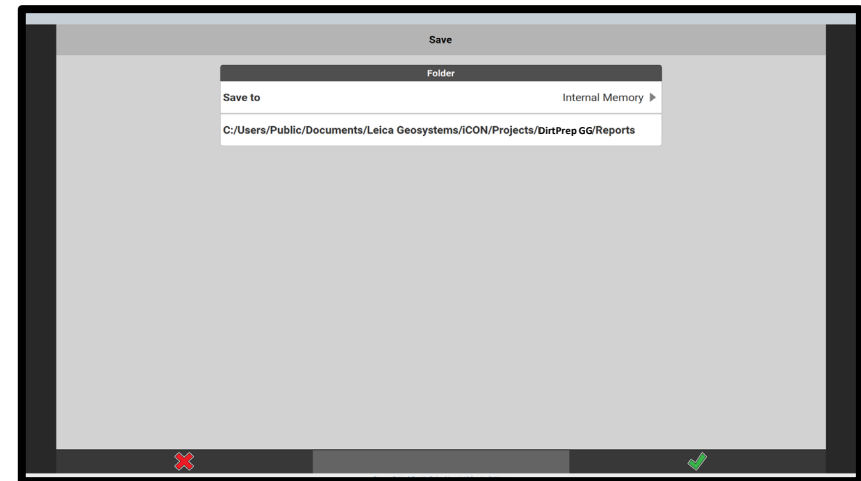 Save
Folder
Save to Internal Memory
C:/Users/Public/Documents/Leica Geosystems/iCON/Projects/DirtPrep GG/Reports